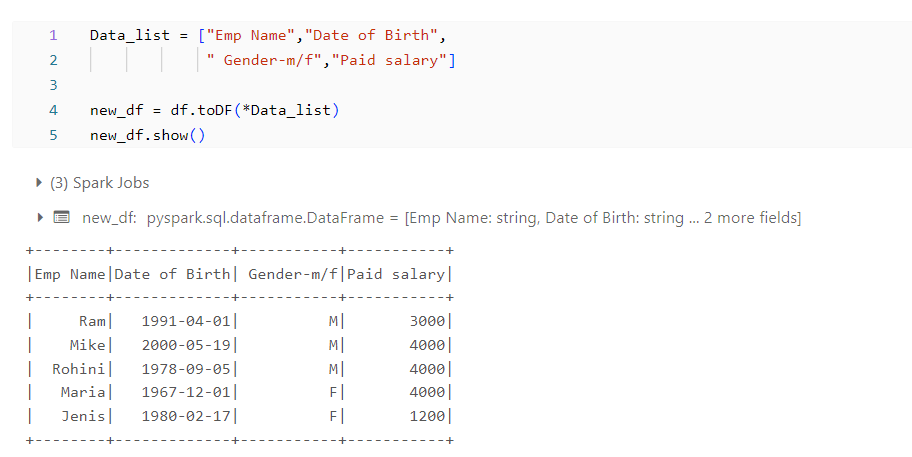 1 Data_list = ["Emp Name","Date of Birth",
2 " Gender-m/f","Paid salary"]
3
4 new_df = df.toDF(*Data_list)
5 new_df.show()
(3) Spark Jobs
new_df: pyspark.sql.dataframe.DataFrame = [Emp Name: string, Date of Birth: string ... 2 more fields]
+--------+-------------+-----------+-----------+
|Emp Name|Date of Birth| Gender-m/f|Paid salary|
+--------+-------------+-----------+-----------+
|     Ram|   1991-04-01|          M|       3000|
|    Mike|   2000-05-19|          M|       4000|
|  Rohini|   1978-09-05|          M|       4000|
|   Maria|   1967-12-01|          F|       4000|
|   Jenis|   1980-02-17|          F|       1200|
+--------+-------------+-----------+-----------+